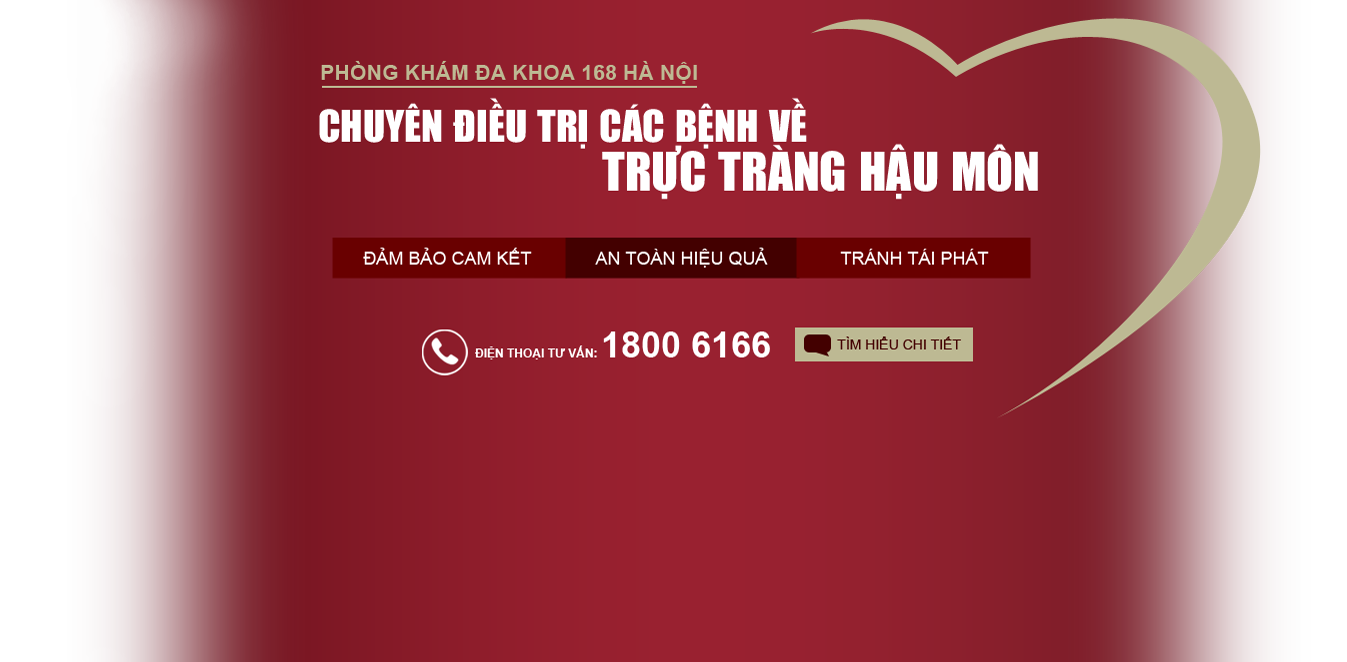 PHÒNG KHÁM ĐA KHOA 168 HÀ NỘI
CHUYÊN ĐIỀU TRỊ CÁC BỆNH VỀ
TRỰC TRÀNG HẬU MÔN
ĐẢM BẢO CAM KẾT AN TOÀN HIỆU QUẢ TRÁNH TÁI PHÁT
ĐIỆN THOẠI TƯ VẤN: 1800 6166 TÌM HIỂU CHI TIẾT